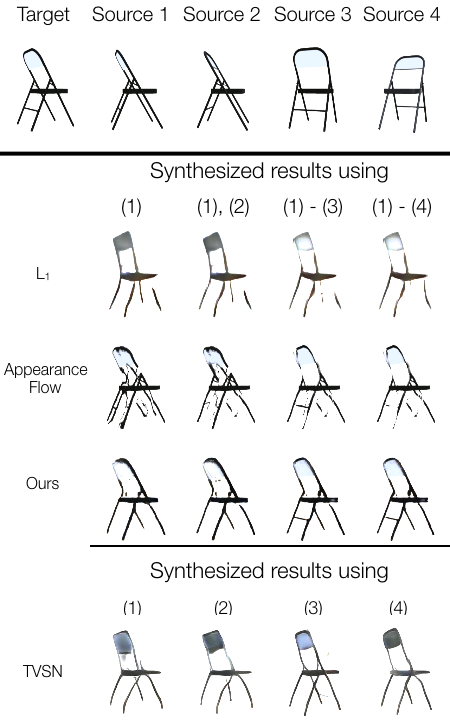 Target Source 1 Source 2 Source 3 Source 4
Synthesized results using
(1) (1), (2) (1) - (3) (1) - (4)
L₁
Appearance
Flow
Ours
Synthesized results using
(1) (2) (3) (4)
TVSN